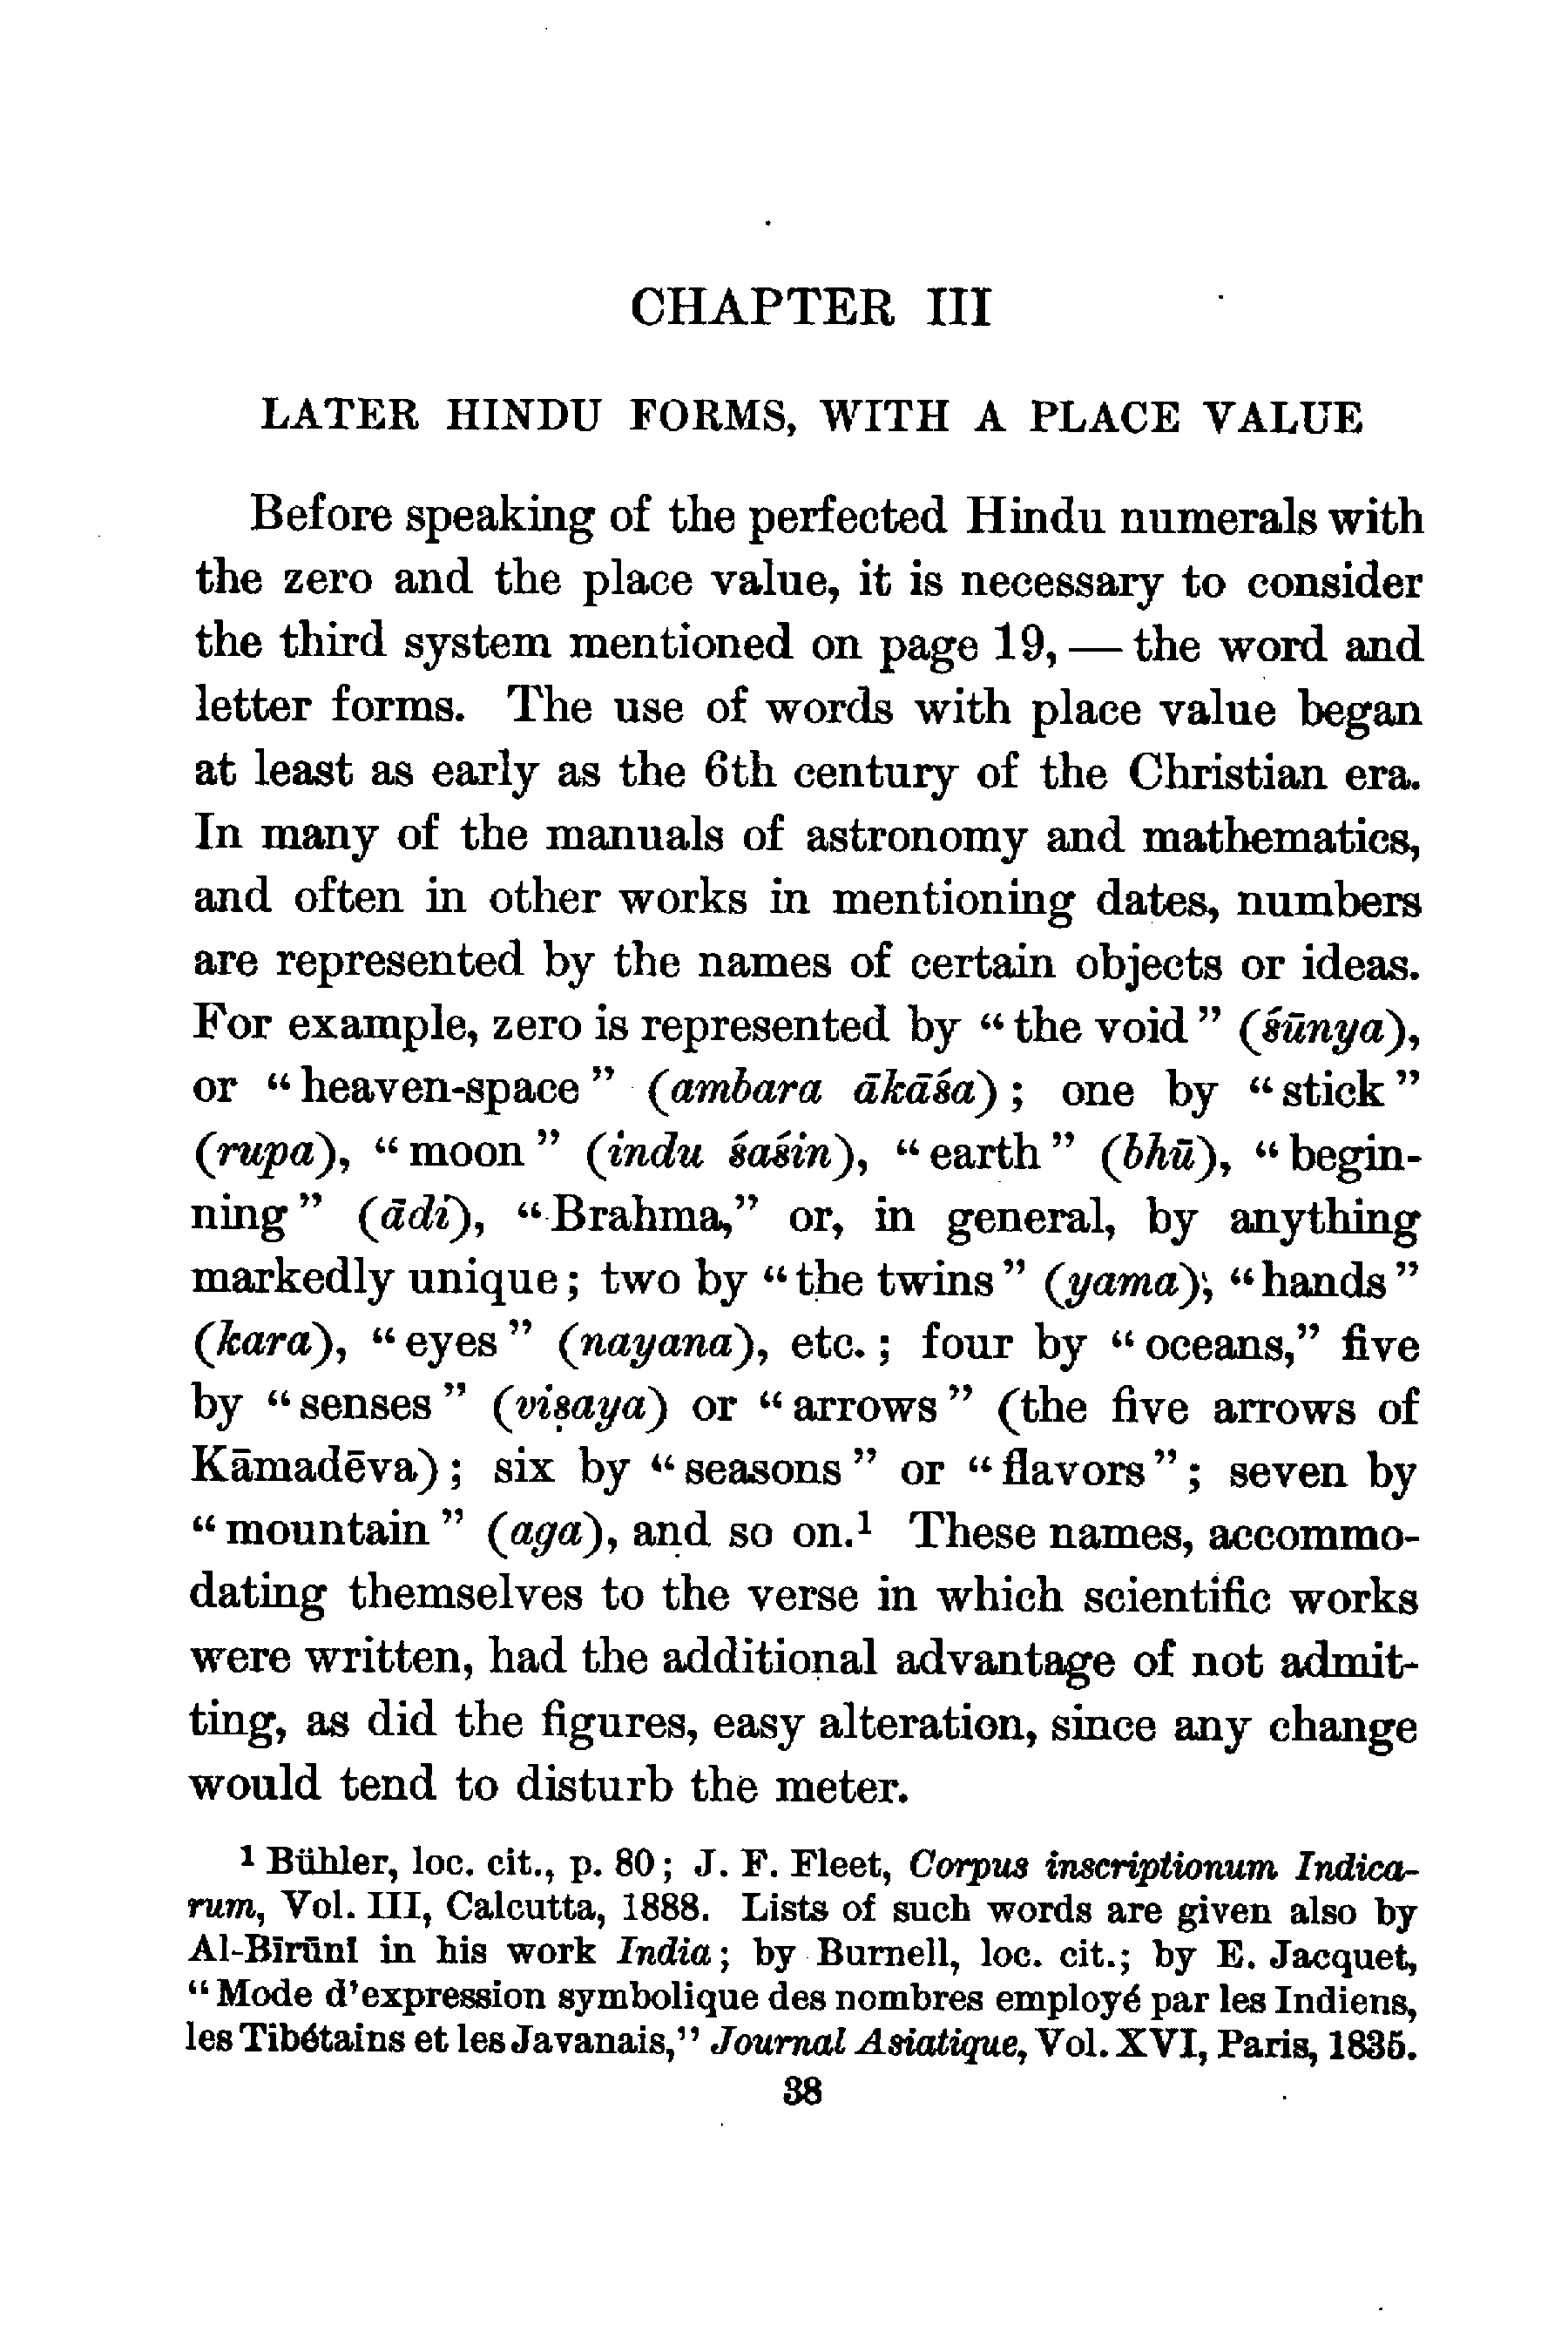 CHAPTER III
LATER HINDU FORMS, WITH A PLACE VALUE
Before speaking of the perfected Hindu numerals with
the zero and the place value, it is necessary to consider
the third system mentioned on page 19, — the word and
letter forms. The use of words with place value began
at least as early as the 6th century of the Christian era.
In many of the manuals of astronomy and mathematics,
and often in other works in mentioning dates, numbers
are represented by the names of certain objects or ideas.
For example, zero is represented by “the void” (śūnya),
or “heaven-space” (ambara ākāśa); one by “stick”
(rupa), “moon” (indu śaśin), “earth” (bhū), “begin-
ning” (ādi), “Brahma,” or, in general, by anything
markedly unique; two by “the twins” (yama), “hands”
(kara), “eyes” (nayana), etc.; four by “oceans,” five
by “senses” (viṣaya) or “arrows” (the five arrows of
Kāmadēva); six by “seasons” or “flavors”; seven by
“mountain” (aga), and so on.¹ These names, accommo-
dating themselves to the verse in which scientific works
were written, had the additional advantage of not admit-
ting, as did the figures, easy alteration, since any change
would tend to disturb the meter.
¹ Bühler, loc. cit., p. 80; J. F. Fleet, Corpus inscriptionum Indica-
rum, Vol. III, Calcutta, 1888. Lists of such words are given also by
Al-Bīrūnī in his work India; by Burnell, loc. cit.; by E. Jacquet,
“Mode d’expression symbolique des nombres employé par les Indiens,
les Tibétains et les Javanais,” Journal Asiatique, Vol. XVI, Paris, 1835.
38